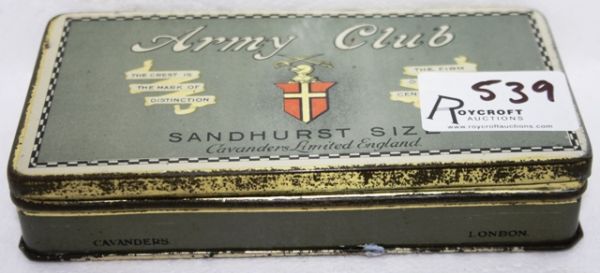 Army Club
THE CREST IS
THE MARK OF
DISTINCTION
THE FIRM
SANDHURST SIZ
Cavanders Limited England
539
ROYCROFT
AUCTIONS
www.roycroftauctions.com
CAVANDERS
LONDON.